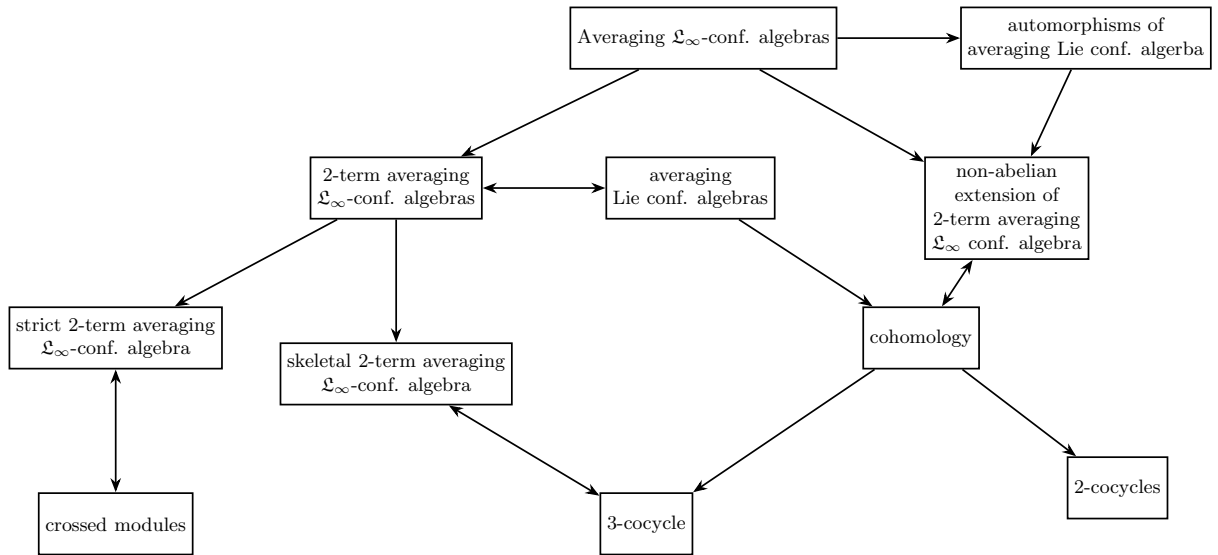 Averaging 𝔏∞-conf. algebras
automorphisms of
averaging Lie conf. algerba
2-term averaging
𝔏∞-conf. algebras
averaging
Lie conf. algebras
non-abelian
extension of
2-term averaging
𝔏∞ conf. algebra
strict 2-term averaging
𝔏∞-conf. algebra
skeletal 2-term averaging
𝔏∞-conf. algebra
cohomology
crossed modules
3-cocycle
2-cocycles